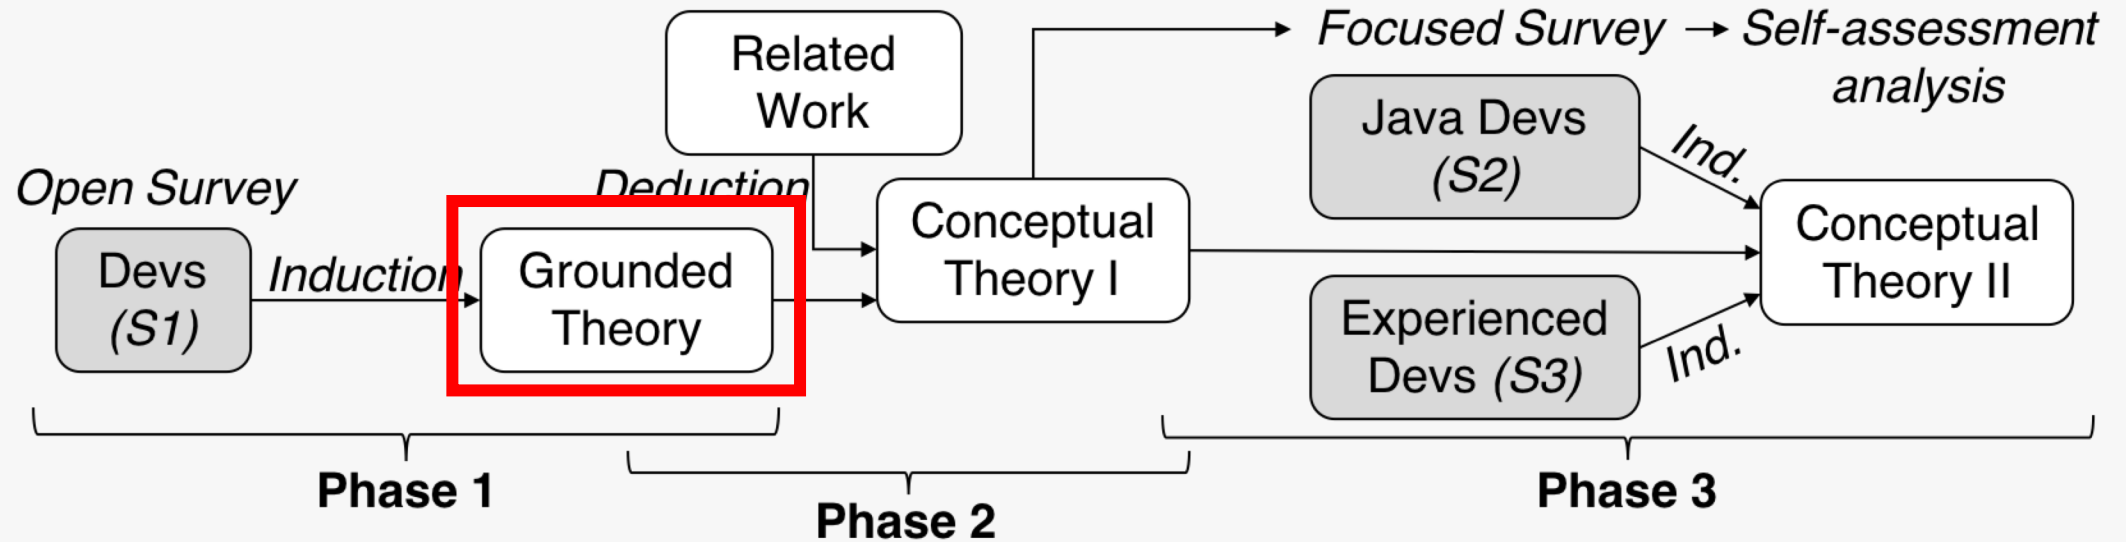 Related
Work
Focused Survey
Self-assessment
analysis
Open Survey
Deduction
Devs
(S1)
Induction
Grounded
Theory
Conceptual
Theory I
Java Devs
(S2)
Ind.
Experienced
Devs (S3)
Ind.
Conceptual
Theory II
Phase 1
Phase 2
Phase 3